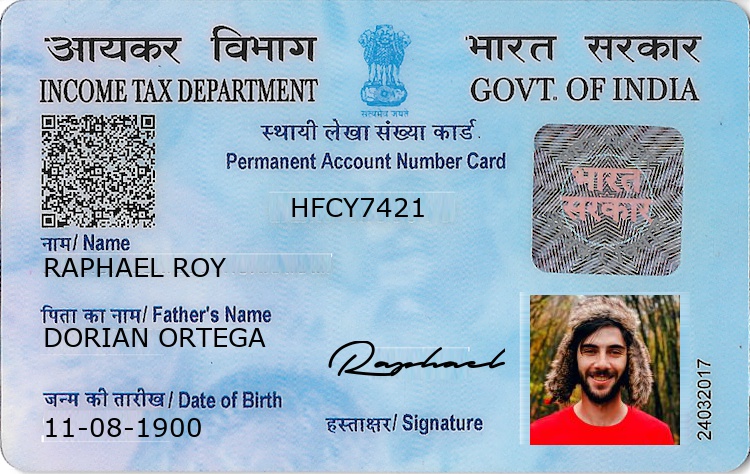 आयकर विभाग
INCOME TAX DEPARTMENT
सत्यमेव जयते
भारत सरकार
GOVT. OF INDIA
स्थायी लेखा संख्या कार्ड
Permanent Account Number Card
HFCY7421
भारत
सरकार
नाम/ Name
RAPHAEL ROY
पिता का नाम/ Father's Name
DORIAN ORTEGA
Raphael
जन्म की तारीख / Date of Birth
11-08-1900
हस्ताक्षर/ Signature
24032017